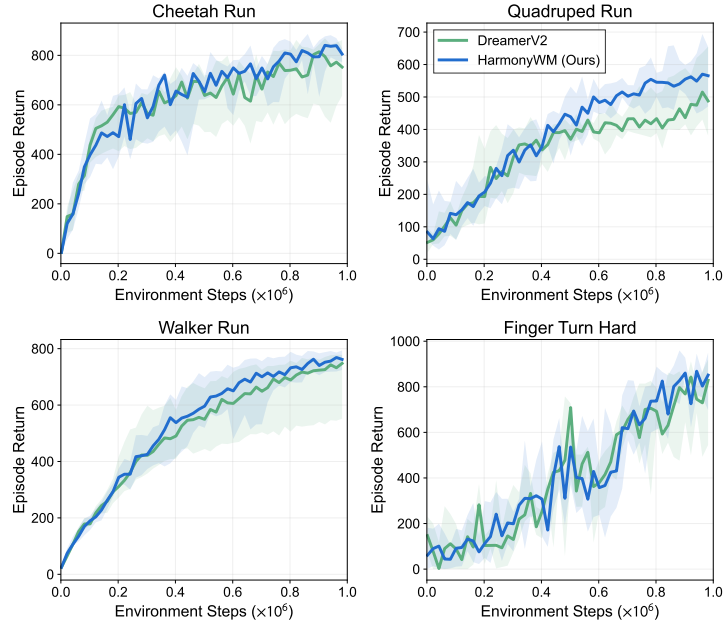 Cheetah Run
Episode Return
0
200
400
600
800
0.0 0.2 0.4 0.6 0.8 1.0
Environment Steps (×10⁶)
Quadruped Run
DreamerV2
HarmonyWM (Ours)
Episode Return
0
100
200
300
400
500
600
700
0.0 0.2 0.4 0.6 0.8 1.0
Environment Steps (×10⁶)
Walker Run
Episode Return
0
200
400
600
800
0.0 0.2 0.4 0.6 0.8 1.0
Environment Steps (×10⁶)
Finger Turn Hard
Episode Return
0
200
400
600
800
1000
0.0 0.2 0.4 0.6 0.8 1.0
Environment Steps (×10⁶)